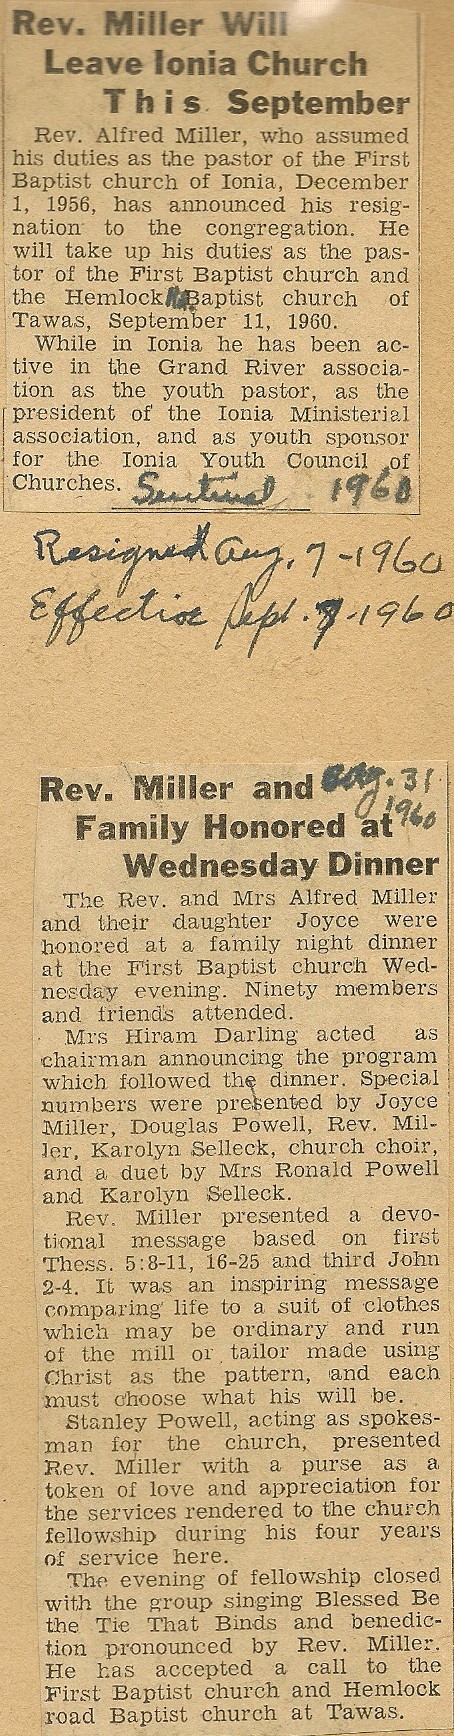 Rev. Miller Will
Leave Ionia Church
This September
Rev. Alfred Miller, who assumed
his duties as the pastor of the First
Baptist church of Ionia, December
1, 1956, has announced his resig-
nation to the congregation. He
will take up his duties as the pas-
tor of the First Baptist church and
the Hemlock Rd. Baptist church of
Tawas, September 11, 1960.
While in Ionia he has been ac-
tive in the Grand River associa-
tion as the youth pastor, as the
president of the Ionia Ministerial
association, and as youth sponsor
for the Ionia Youth Council of
Churches. Sentinal 1960
Resigned Aug. 7-1960
Effective Sept. 7-1960
Rev. Miller and Aug. 31
1960
Family Honored at
Wednesday Dinner
The Rev. and Mrs Alfred Miller
and their daughter Joyce were
honored at a family night dinner
at the First Baptist church Wed-
nesday evening. Ninety members
and friends attended.
Mrs Hiram Darling acted as
chairman announcing the program
which followed the dinner. Special
numbers were presented by Joyce
Miller, Douglas Powell, Rev. Mil-
ler, Karolyn Selleck, church choir,
and a duet by Mrs Ronald Powell
and Karolyn Selleck.
Rev. Miller presented a devo-
tional message based on first
Thess. 5:8-11, 16-25 and third John
2-4. It was an inspiring message
comparing life to a suit of clothes
which may be ordinary and run
of the mill or tailor made using
Christ as the pattern, and each
must choose what his will be.
Stanley Powell, acting as spokes-
man for the church, presented
Rev. Miller with a purse as a
token of love and appreciation for
the services rendered to the church
fellowship during his four years
of service here.
The evening of fellowship closed
with the group singing Blessed Be
the Tie That Binds and benedic-
tion pronounced by Rev. Miller.
He has accepted a call to the
First Baptist church and Hemlock
road Baptist church at Tawas.